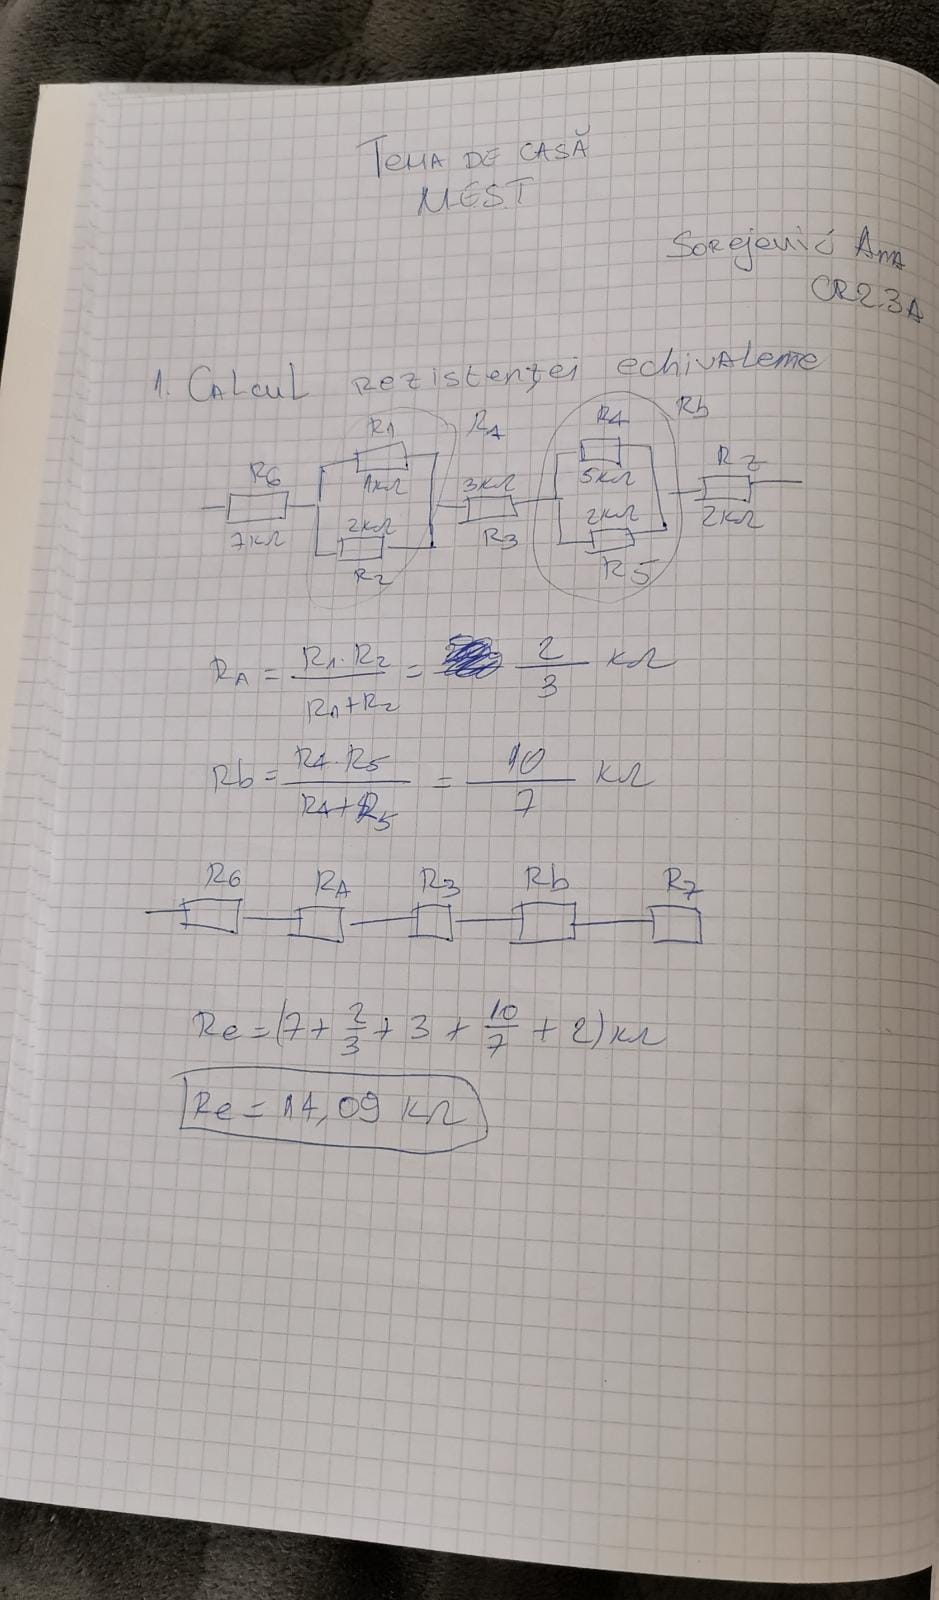 TEMA DE CASĂ
MEST
Sorejović Ana
CR2.3A
1. CALCUL rezistenţei echivalente
R6 R1 RA R4 Rb R7
7KΩ 1KΩ 3KΩ 5KΩ 2KΩ
2KΩ R3 2KΩ
R2 R5
RA = R1·R2 / R1+R2 = 2/3 KΩ
Rb = R4·R5 / R4+R5 = 10/7 KΩ
R6 RA R3 Rb R7
Re = (7 + 2/3 + 3 + 10/7 + 2) KΩ
Re = 14,09 KΩ